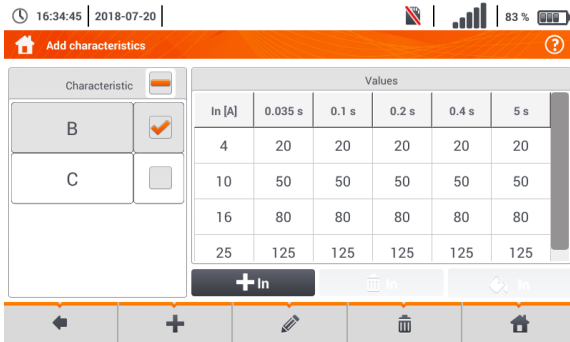 16:34:45 2018-07-20 83 %
Add characteristics ?
Characteristic Values
In [A] 0.035 s 0.1 s 0.2 s 0.4 s 5 s
B
4 20 20 20 20 20
C
10 50 50 50 50 50
16 80 80 80 80 80
25 125 125 125 125 125
In In In